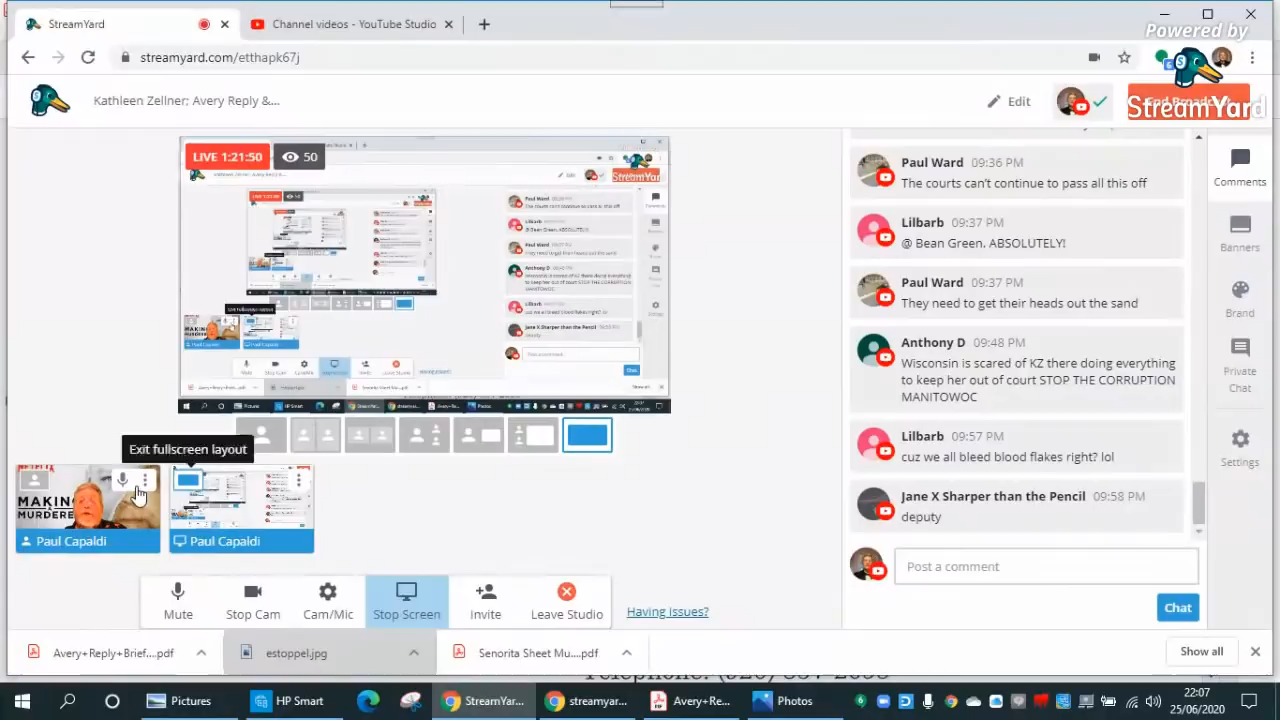 StreamYard
Channel videos - YouTube Studio
Powered by
streamyard.com/etthapk67j
6
S
Kathleen Zellner; Avery Reply &...
Edit
StreamYard
LIVE 1:21:50
50
Paul Ward 09:36 PM
The courts can't continue to pass all this off
Lilbarb 09:37 PM
@ Bean Green, ABSOLUTELY!
Paul Ward 09:37 PM
They need to get their heads out the sand
Anthony D 09:48 PM
Wisconsin is scared of KZ there doing everything
to keep her out of court STOP THE CORRUPTION
MANITOWOC
Lilbarb 09:57 PM
cuz we all bleed blood flakes right? lol
Jane X Sharper than the Pencil 09:58 PM
deputy
Comments
Banners
Brand
Private
Chat
Settings
Exit fullscreen layout
NETFLIX
MAKING
MURDERER
Paul Capaldi
Paul Capaldi
Post a comment
Chat
Mute
Stop Cam
Cam/Mic
Stop Screen
Invite
Leave Studio
Having issues?
Avery+Reply+Brief....pdf
estoppel.jpg
Senorita Sheet Mu....pdf
Show all
Pictures
HP Smart
StreamYar...
streamyar...
Avery+Re...
Photos
22:07
25/06/2020